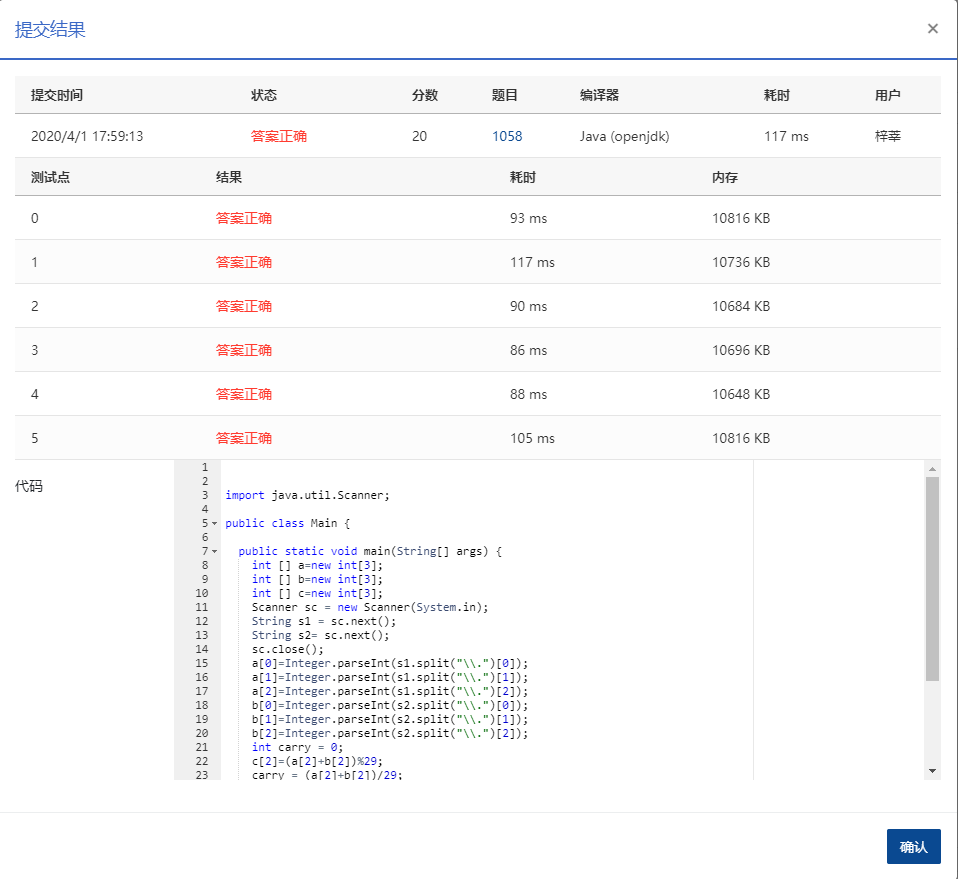 提交结果
×
提交时间 状态 分数 题目 编译器 耗时 用户
2020/4/1 17:59:13 答案正确 20 1058 Java (openjdk) 117 ms 梓莘
测试点 结果 耗时 内存
0 答案正确 93 ms 10816 KB
1 答案正确 117 ms 10736 KB
2 答案正确 90 ms 10684 KB
3 答案正确 86 ms 10696 KB
4 答案正确 88 ms 10648 KB
5 答案正确 105 ms 10816 KB
代码
1
2
3 import java.util.Scanner;
4
5 public class Main {
6
7 public static void main(String[] args) {
8 int [] a=new int[3];
9 int [] b=new int[3];
10 int [] c=new int[3];
11 Scanner sc = new Scanner(System.in);
12 String s1 = sc.next();
13 String s2= sc.next();
14 sc.close();
15 a[0]=Integer.parseInt(s1.split("\\.")[0]);
16 a[1]=Integer.parseInt(s1.split("\\.")[1]);
17 a[2]=Integer.parseInt(s1.split("\\.")[2]);
18 b[0]=Integer.parseInt(s2.split("\\.")[0]);
19 b[1]=Integer.parseInt(s2.split("\\.")[1]);
20 b[2]=Integer.parseInt(s2.split("\\.")[2]);
21 int carry = 0;
22 c[2]=(a[2]+b[2])%29;
23 carry = (a[2]+b[2])/29;
确认